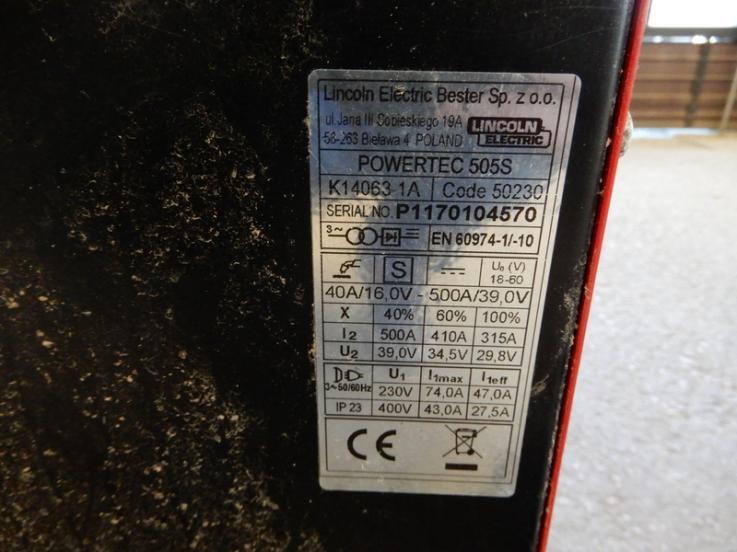 Lincoln Electric Bester Sp. z o.o.
ul.Jana III Sobieskiego 19A
58-263 Bielawa 4 POLAND
LINCOLN
ELECTRIC
POWERTEC 505S
K14063-1A Code 50230
SERIAL NO. P1170104570
3~ EN 60974-1/-10
S U₀ (V)
18-60
40A/16,0V - 500A/39,0V
X 40% 60% 100%
I2 500A 410A 315A
U2 39,0V 34,5V 29,8V
U1 I1max I1eff
3~50/60Hz 230V 74,0A 47,0A
IP 23 400V 43,0A 27,5A
CE